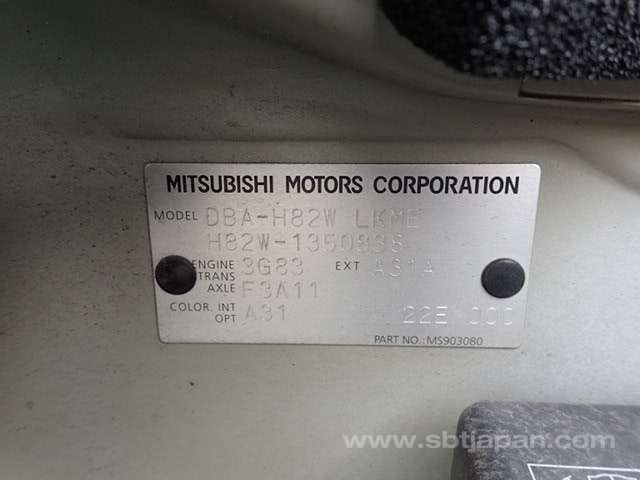 MITSUBISHI MOTORS CORPORATION
MODEL DBA-H82W LKME
H82W-1350838
ENGINE 3G83 EXT A31A
TRANS
AXLE F3A11
COLOR. INT A31
OPT 22E 000
PART NO : MS903080
www.sbtjapan.com